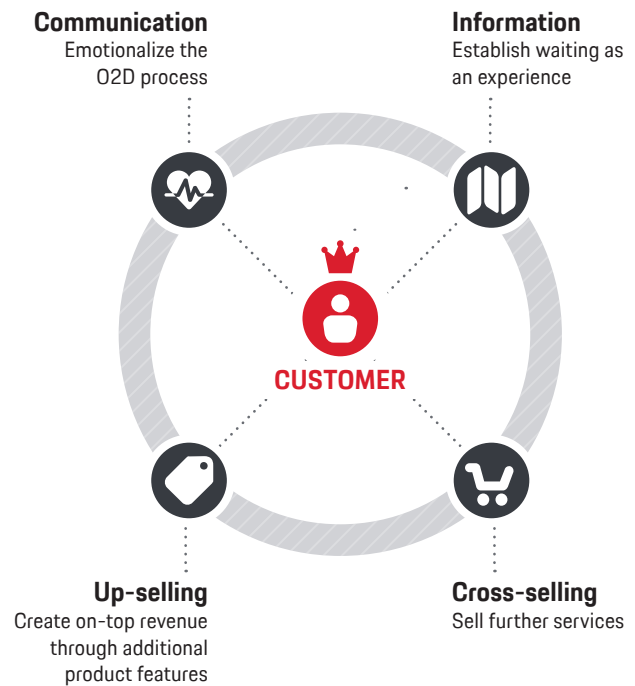 Communication
Emotionalize the
O2D process
Information
Establish waiting as
an experience
CUSTOMER
Up-selling
Create on-top revenue
through additional
product features
Cross-selling
Sell further services